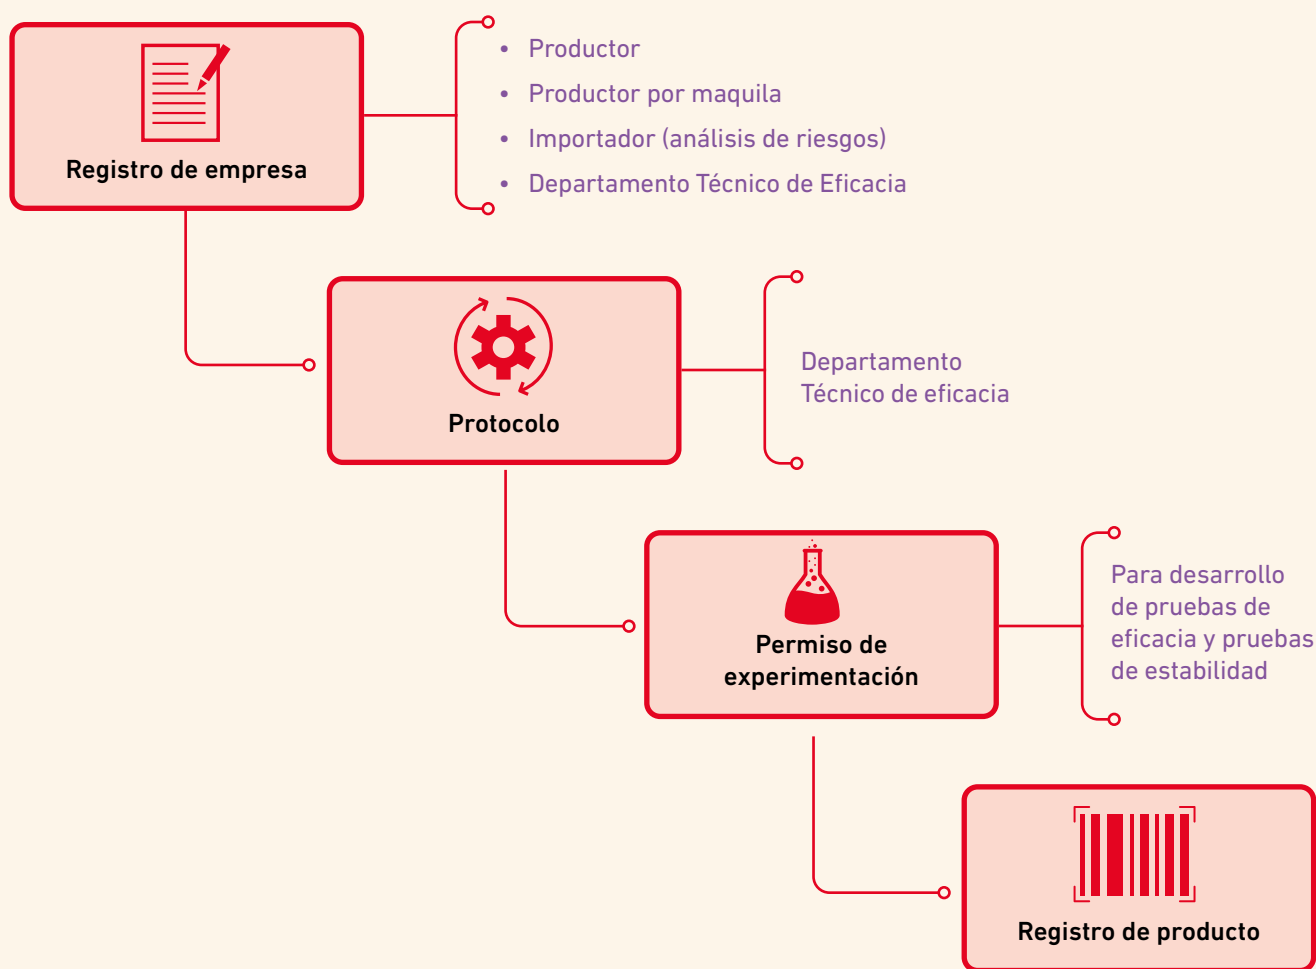 Registro de empresa
• Productor
• Productor por maquila
• Importador (análisis de riesgos)
• Departamento Técnico de Eficacia
Protocolo
Departamento
Técnico de eficacia
Permiso de
experimentación
Para desarrollo
de pruebas de
eficacia y pruebas
de estabilidad
Registro de producto